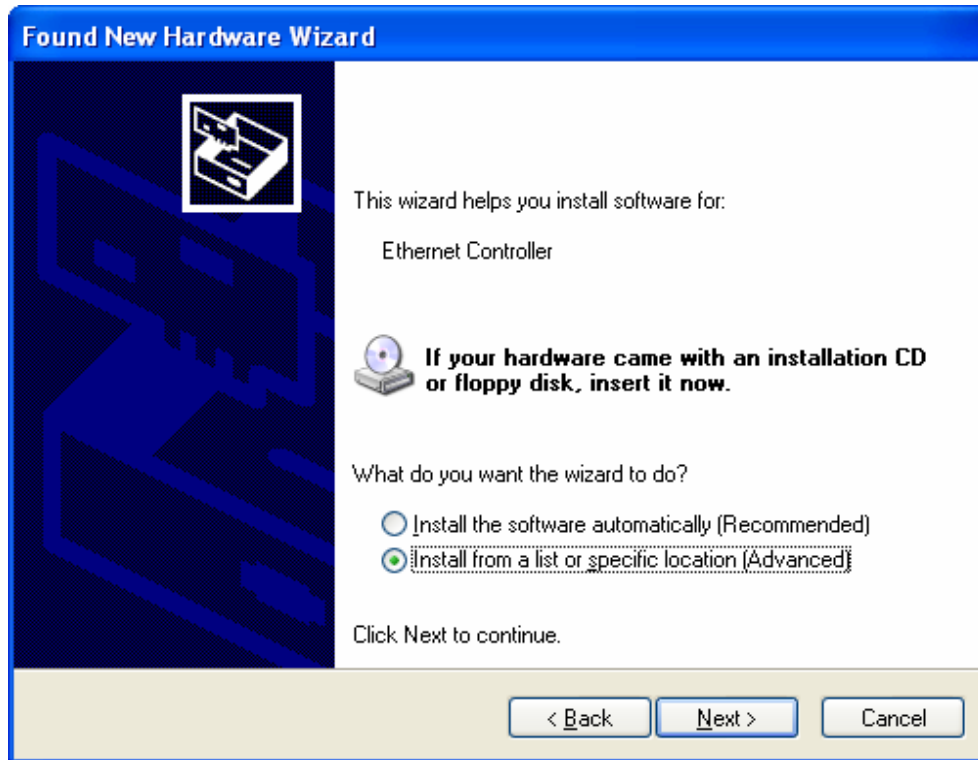 Found New Hardware Wizard
This wizard helps you install software for:
Ethernet Controller
If your hardware came with an installation CD
or floppy disk, insert it now.
What do you want the wizard to do?
Install the software automatically (Recommended)
Install from a list or specific location (Advanced)
Click Next to continue.
< Back
Next >
Cancel